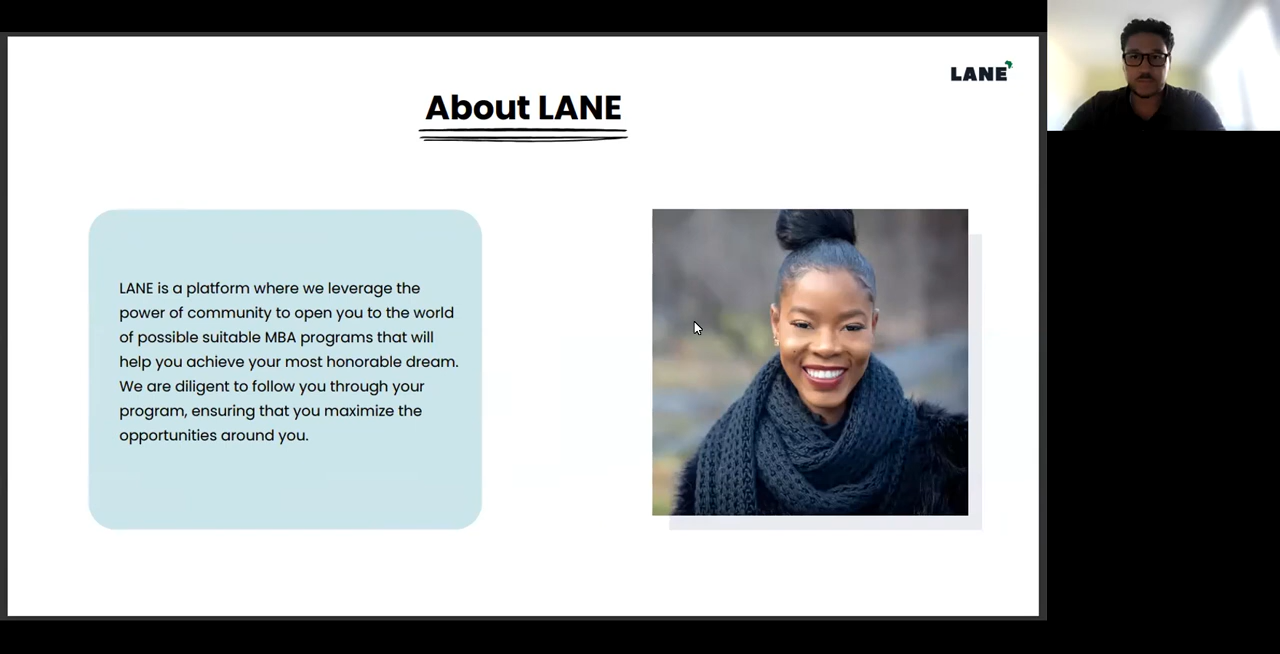 LANE
About LANE
LANE is a platform where we leverage the
power of community to open you to the world
of possible suitable MBA programs that will
help you achieve your most honorable dream.
We are diligent to follow you through your
program, ensuring that you maximize the
opportunities around you.